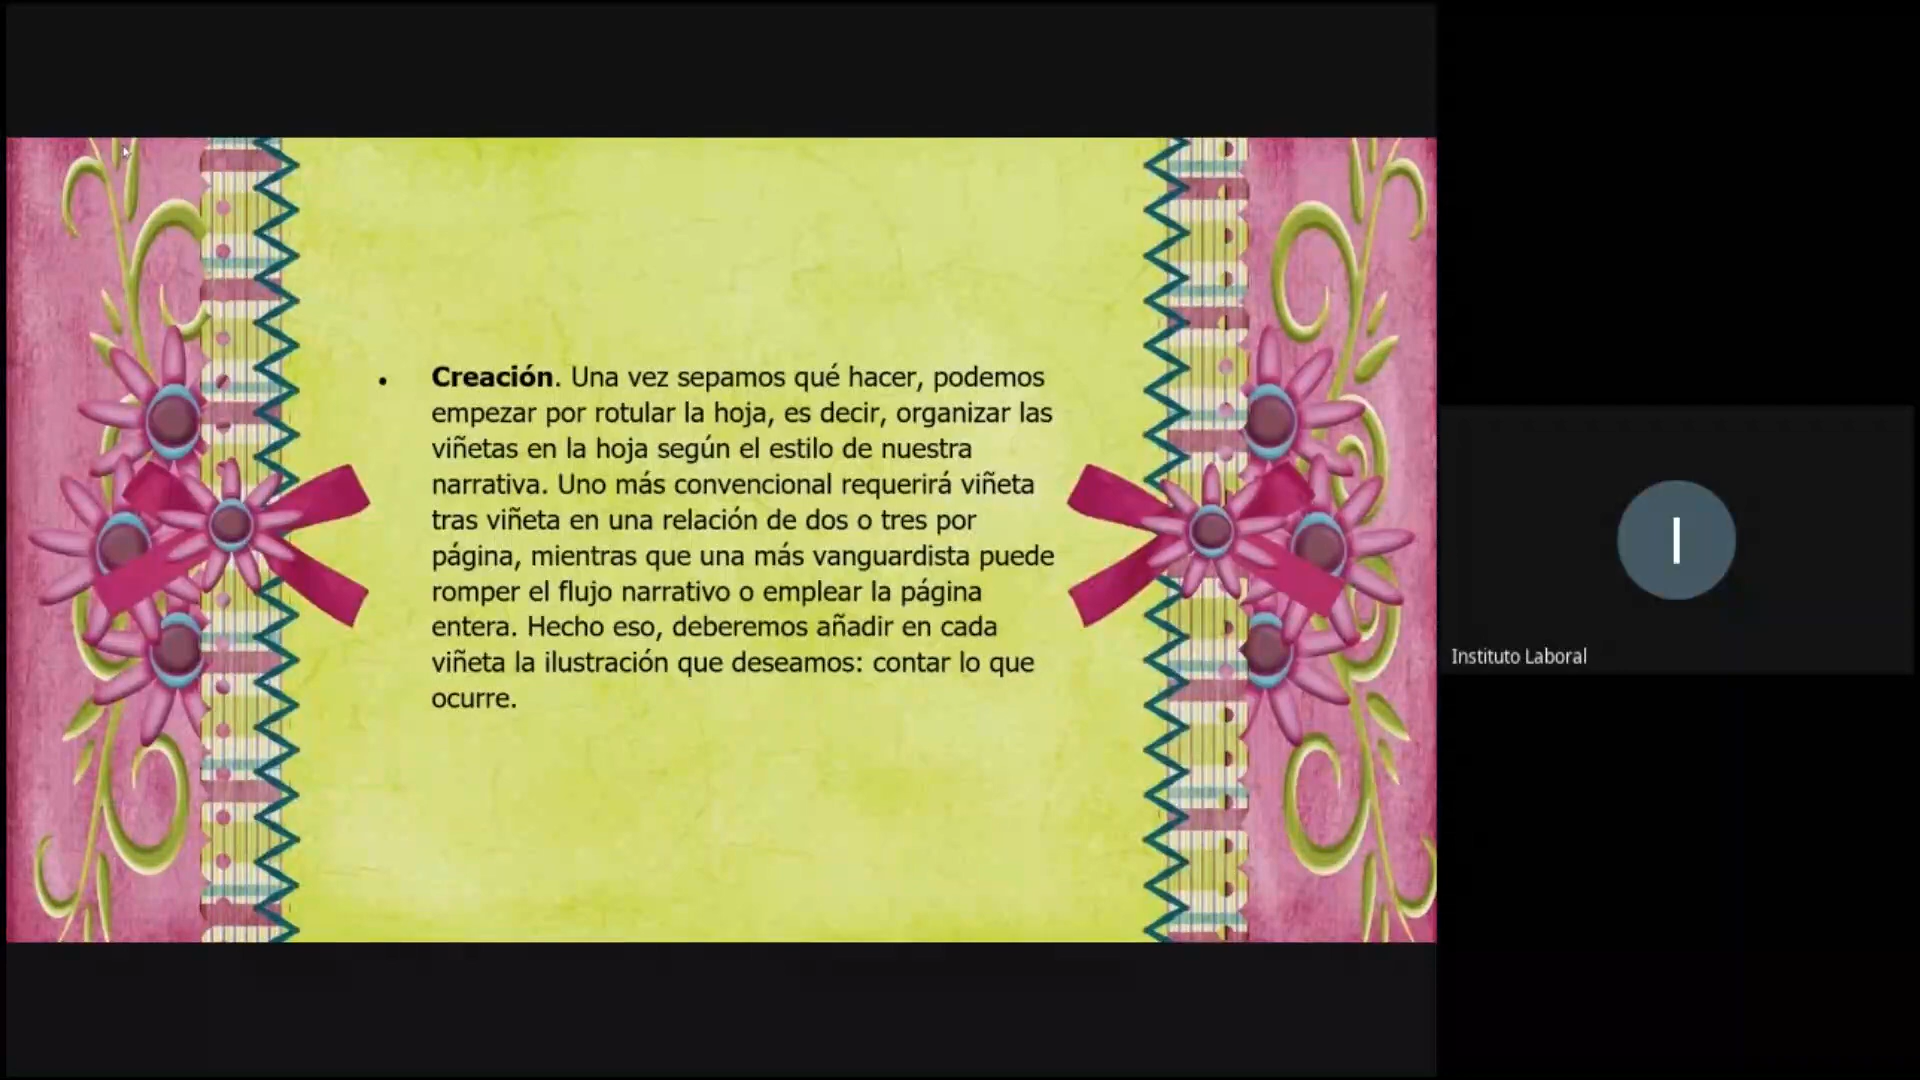 • Creación. Una vez sepamos qué hacer, podemos
empezar por rotular la hoja, es decir, organizar las
viñetas en la hoja según el estilo de nuestra
narrativa. Uno más convencional requerirá viñeta
tras viñeta en una relación de dos o tres por
página, mientras que una más vanguardista puede
romper el flujo narrativo o emplear la página
entera. Hecho eso, deberemos añadir en cada
viñeta la ilustración que deseamos: contar lo que
ocurre.
I
Instituto Laboral